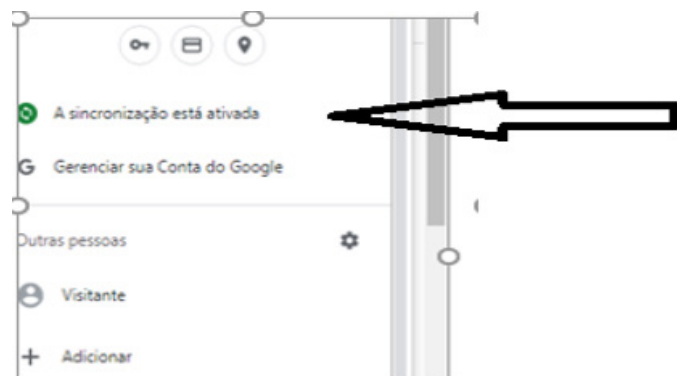 A sincronização está ativada
G Gerenciar sua Conta do Google
Outras pessoas
Visitante
+ Adicionar